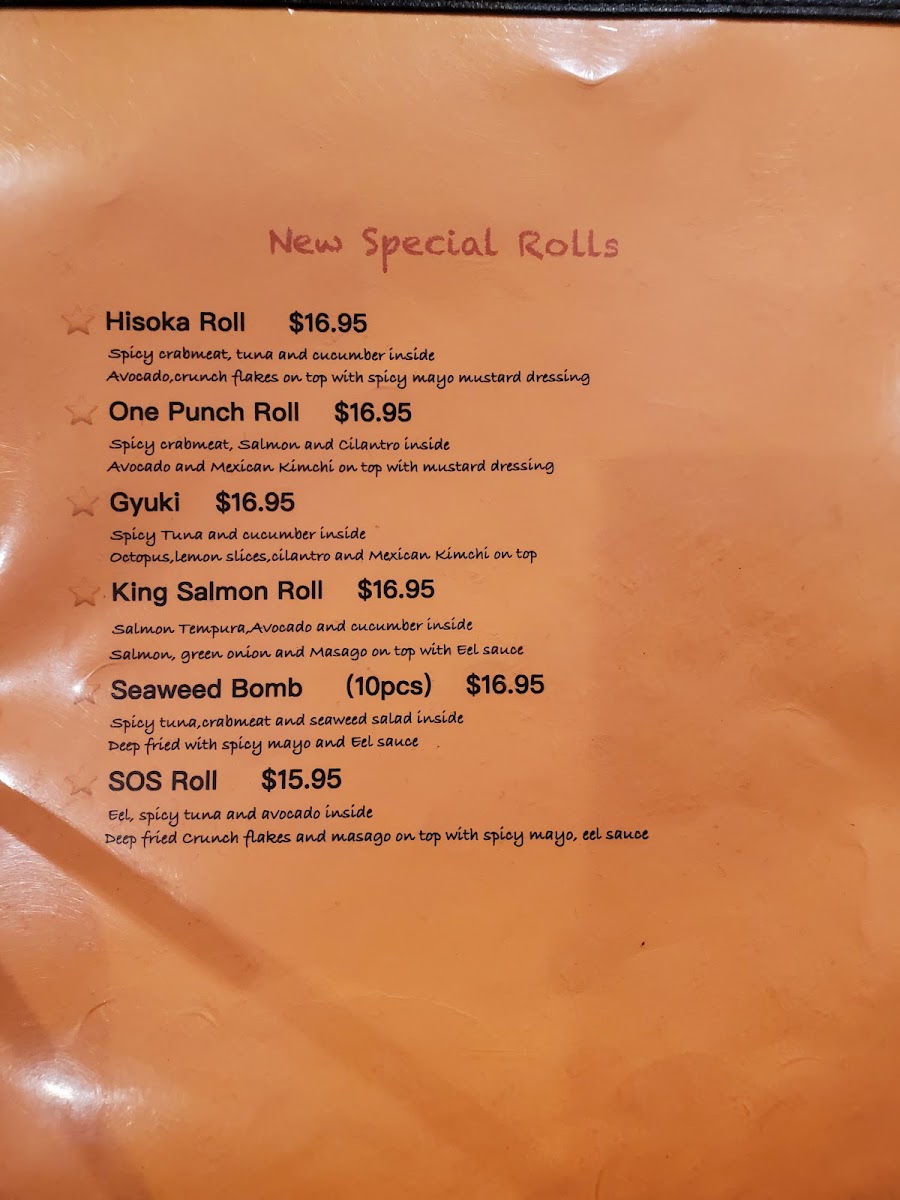 New Special Rolls
Hisoka Roll $16.95
Spicy crabmeat, tuna and cucumber inside
Avocado,crunch flakes on top with spicy mayo mustard dressing
One Punch Roll $16.95
Spicy crabmeat, Salmon and Cilantro inside
Avocado and Mexican Kimchi on top with mustard dressing
Gyuki $16.95
Spicy Tuna and cucumber inside
Octopus,lemon slices,cilantro and Mexican Kimchi on top
King Salmon Roll $16.95
Salmon Tempura,Avocado and cucumber inside
Salmon, green onion and Masago on top with Eel sauce
Seaweed Bomb (10pcs) $16.95
Spicy tuna,crabmeat and seaweed salad inside
Deep fried with spicy mayo and Eel sauce
SOS Roll $15.95
Eel, spicy tuna and avocado inside
Deep fried Crunch flakes and masago on top with spicy mayo, eel sauce